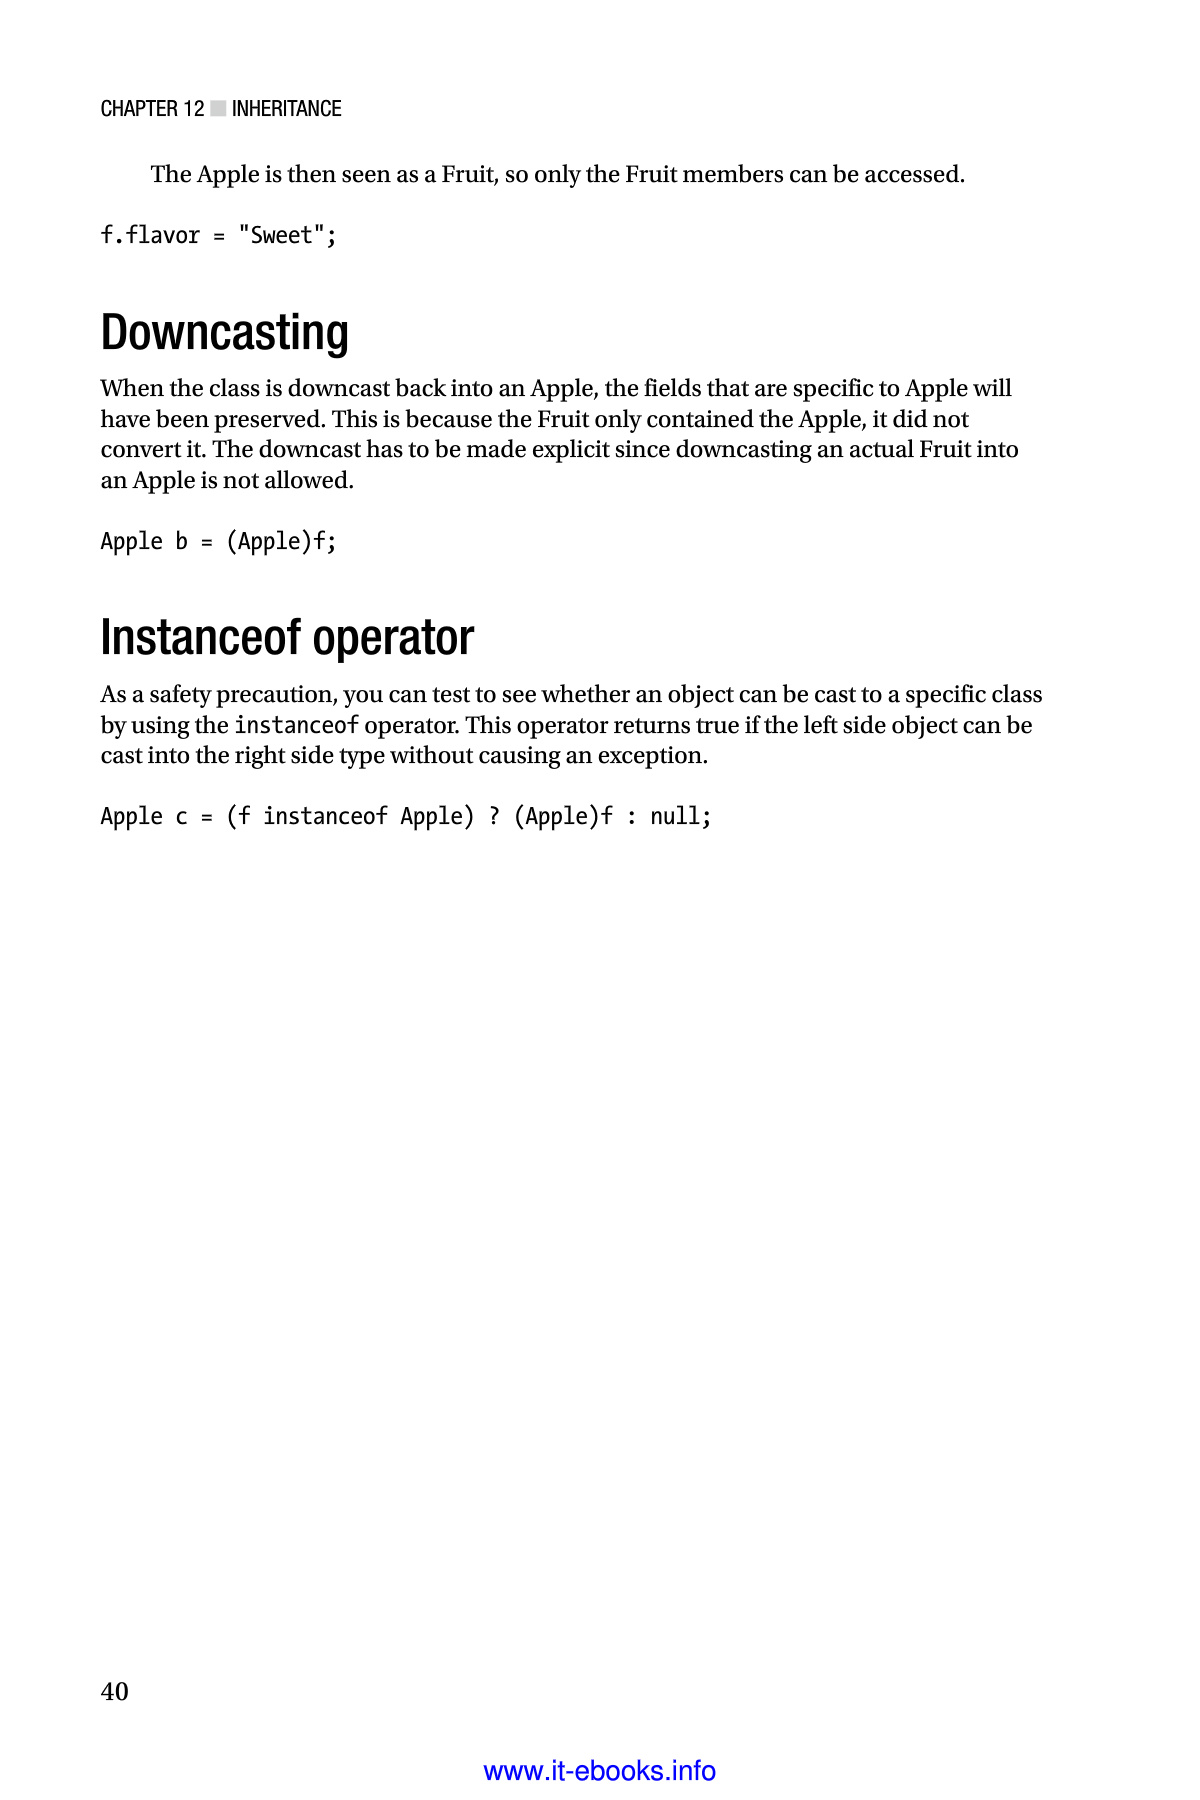 CHAPTER 12 ■ INHERITANCE
The Apple is then seen as a Fruit, so only the Fruit members can be accessed.
f.flavor = "Sweet";
Downcasting
When the class is downcast back into an Apple, the fields that are specific to Apple will
have been preserved. This is because the Fruit only contained the Apple, it did not
convert it. The downcast has to be made explicit since downcasting an actual Fruit into
an Apple is not allowed.
Apple b = (Apple)f;
Instanceof operator
As a safety precaution, you can test to see whether an object can be cast to a specific class
by using the instanceof operator. This operator returns true if the left side object can be
cast into the right side type without causing an exception.
Apple c = (f instanceof Apple) ? (Apple)f : null;
40
www.it-ebooks.info